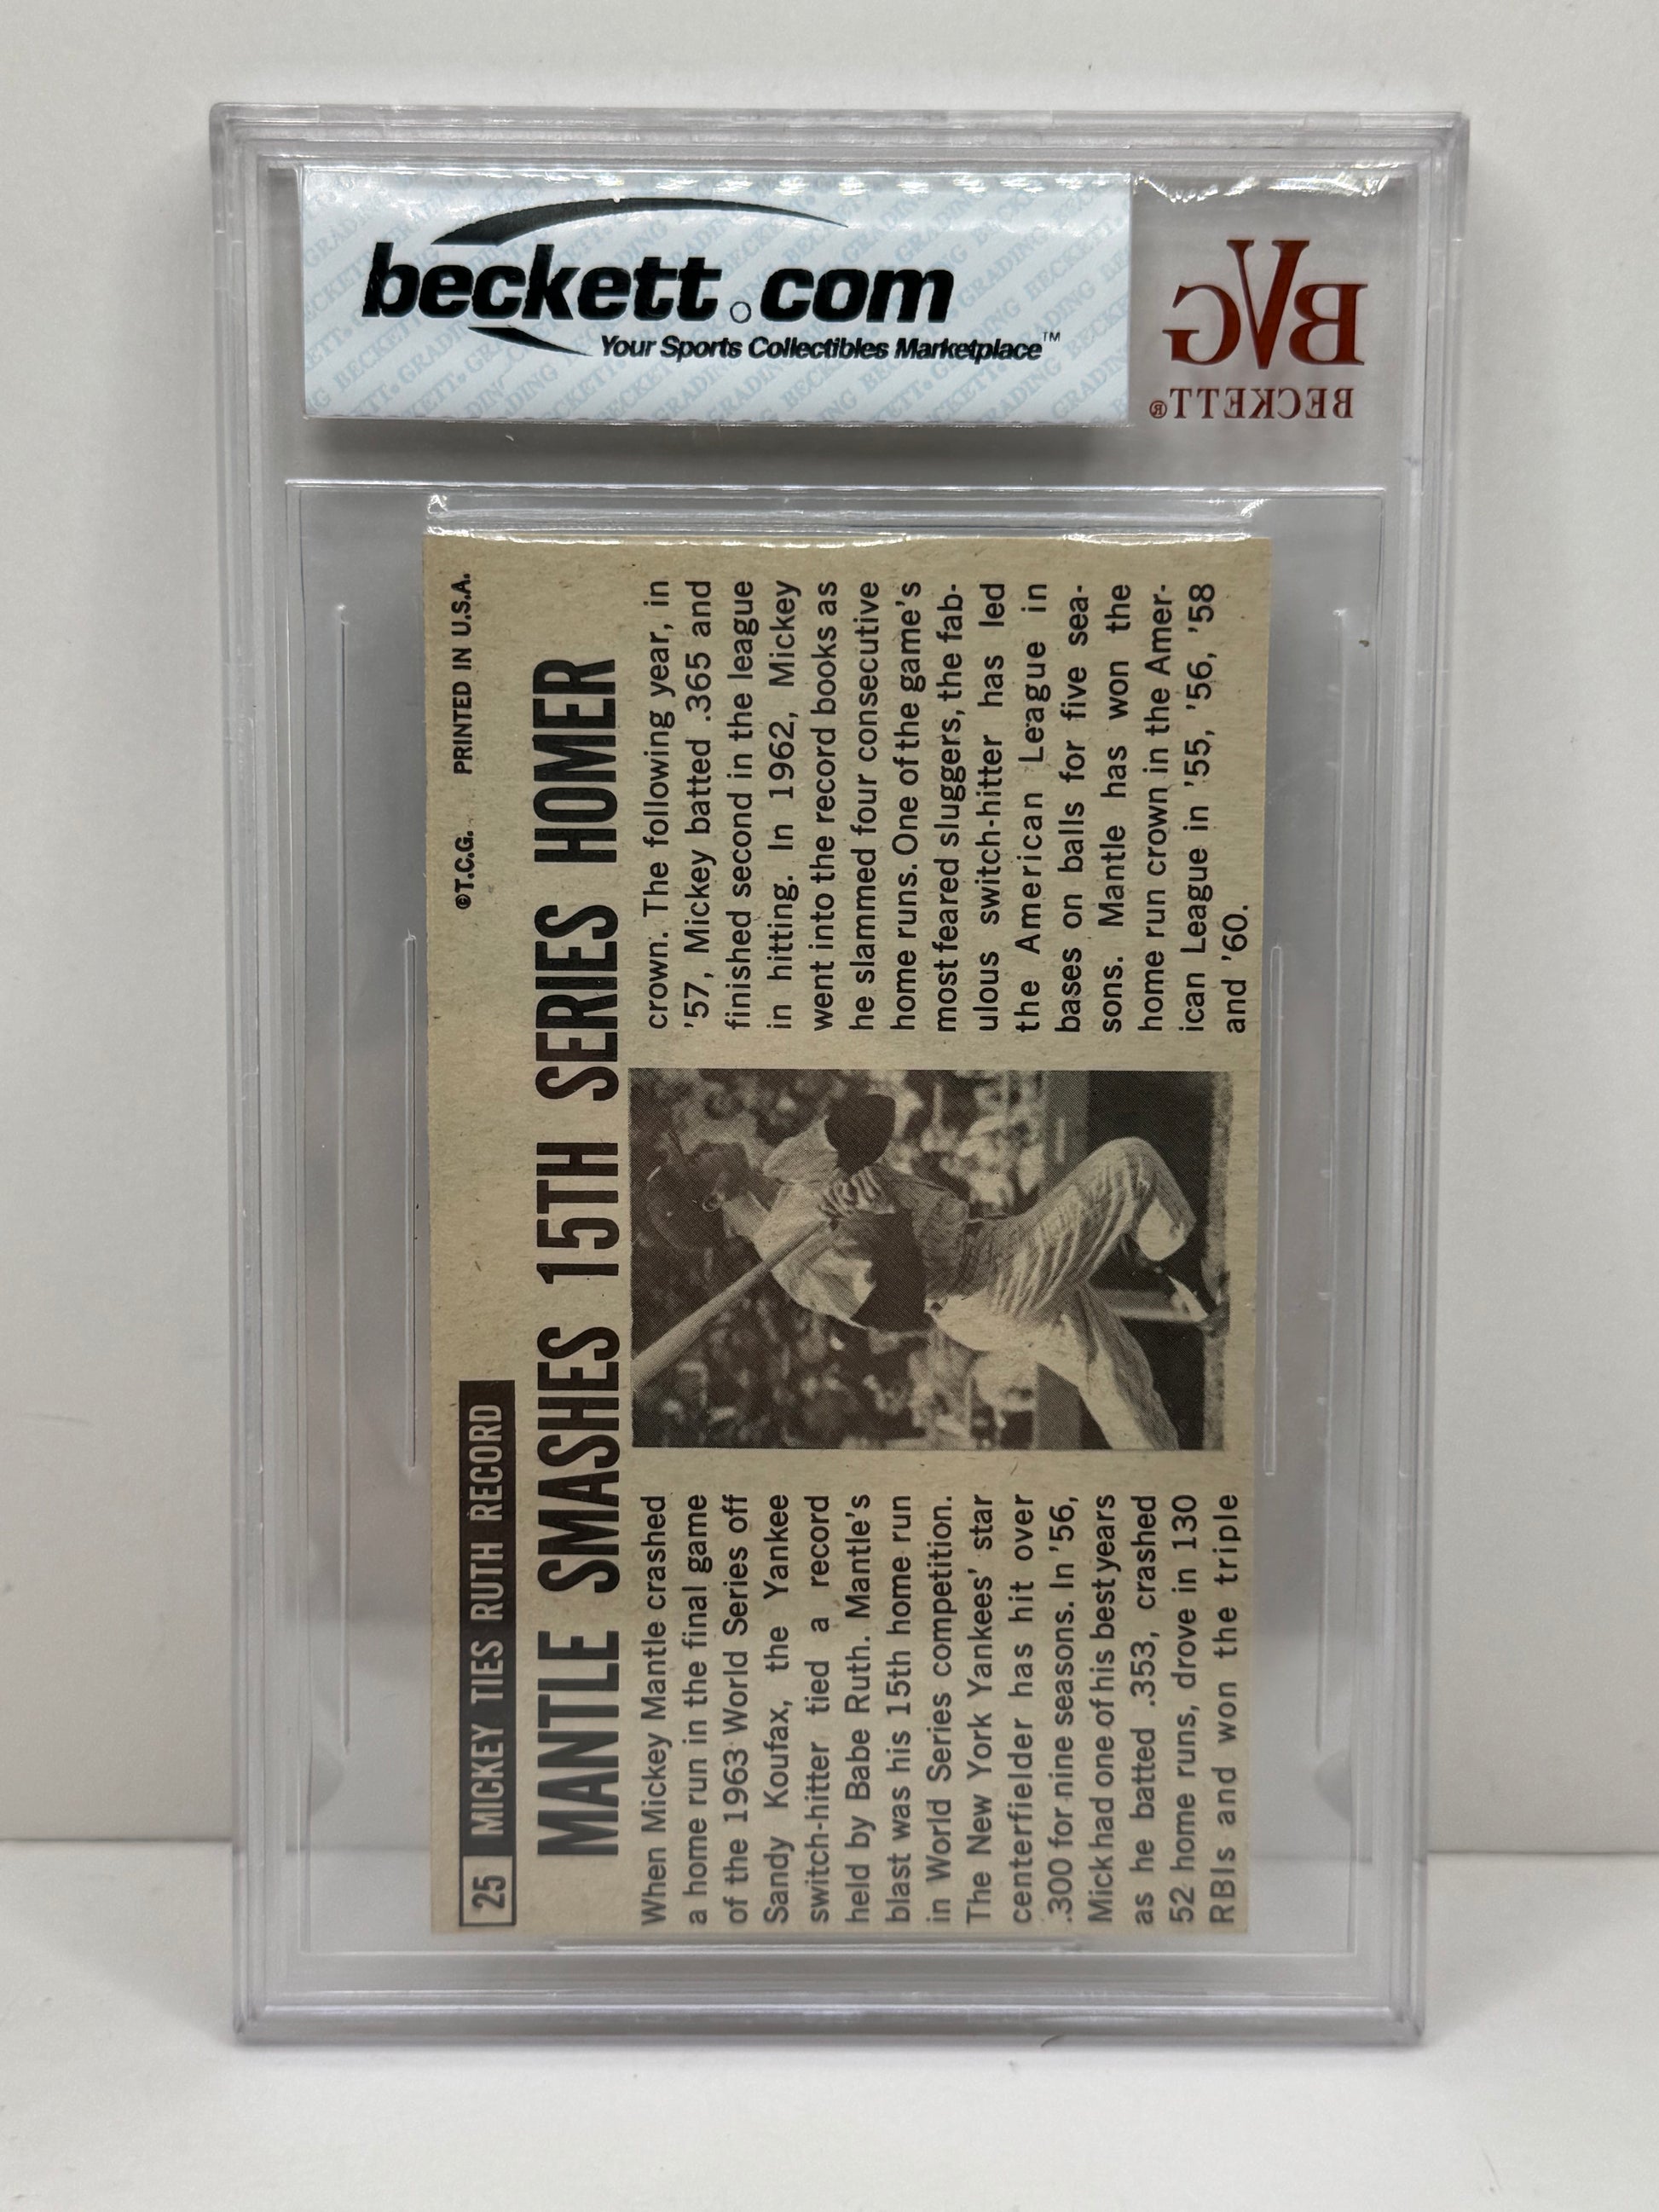 beckett.com
Your Sports Collectibles Marketplace™
BVG
BECKETT®
25 MICKEY TIES RUTH RECORD
©T.C.G. PRINTED IN U.S.A.
MANTLE SMASHES 15TH SERIES HOMER
When Mickey Mantle crashed
a home run in the final game
of the 1963 World Series off
Sandy Koufax, the Yankee
switch-hitter tied a record
held by Babe Ruth. Mantle's
blast was his 15th home run
in World Series competition.
The New York Yankees' star
centerfielder has hit over
.300 for nine seasons. In '56,
Mick had one of his best years
as he batted .353, crashed
52 home runs, drove in 130
RBIs and won the triple
crown. The following year, in
'57, Mickey batted .365 and
finished second in the league
in hitting. In 1962, Mickey
went into the record books as
he slammed four consecutive
home runs. One of the game's
most feared sluggers, the fab-
ulous switch-hitter has led
the American League in
bases on balls for five sea-
sons. Mantle has won the
home run crown in the Amer-
ican League in '55, '56, '58
and '60.